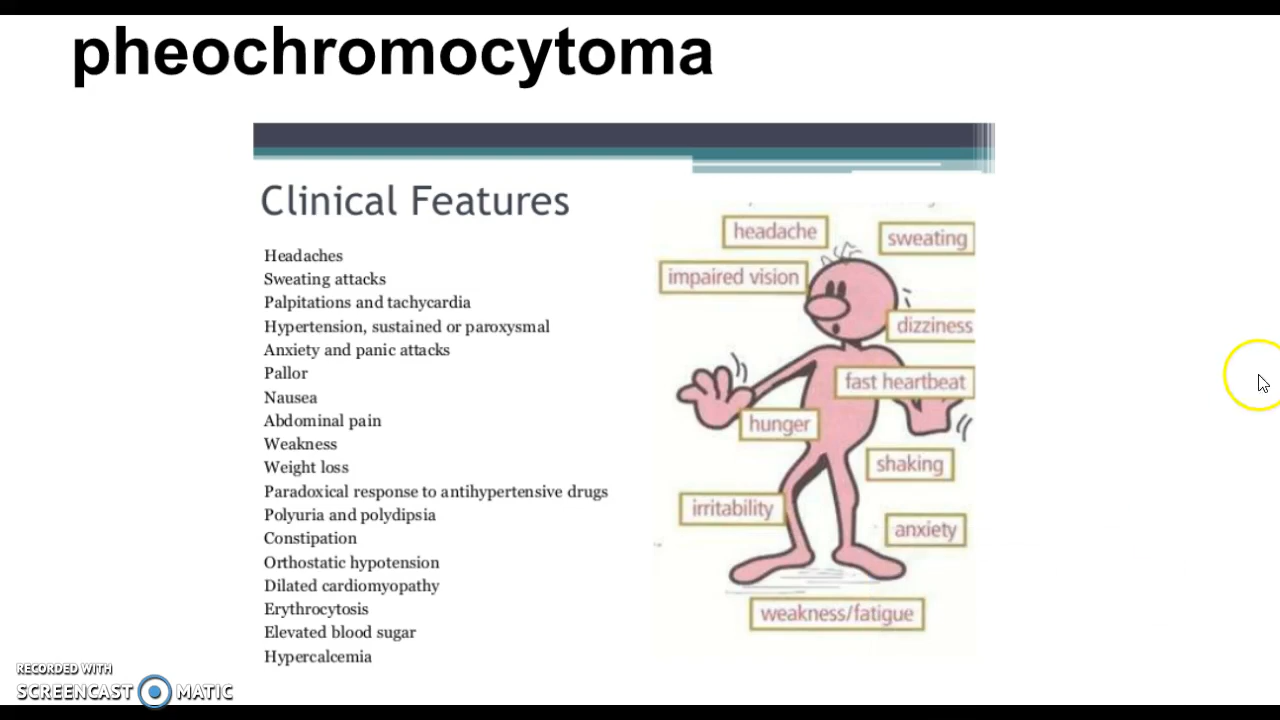 pheochromocytoma
Clinical Features
Headaches
Sweating attacks
Palpitations and tachycardia
Hypertension, sustained or paroxysmal
Anxiety and panic attacks
Pallor
Nausea
Abdominal pain
Weakness
Weight loss
Paradoxical response to antihypertensive drugs
Polyuria and polydipsia
Constipation
Orthostatic hypotension
Dilated cardiomyopathy
Erythrocytosis
Elevated blood sugar
Hypercalcemia
headache
sweating
impaired vision
dizziness
fast heartbeat
hunger
shaking
irritability
anxiety
weakness/fatigue
RECORDED WITH
SCREENCAST MATIC